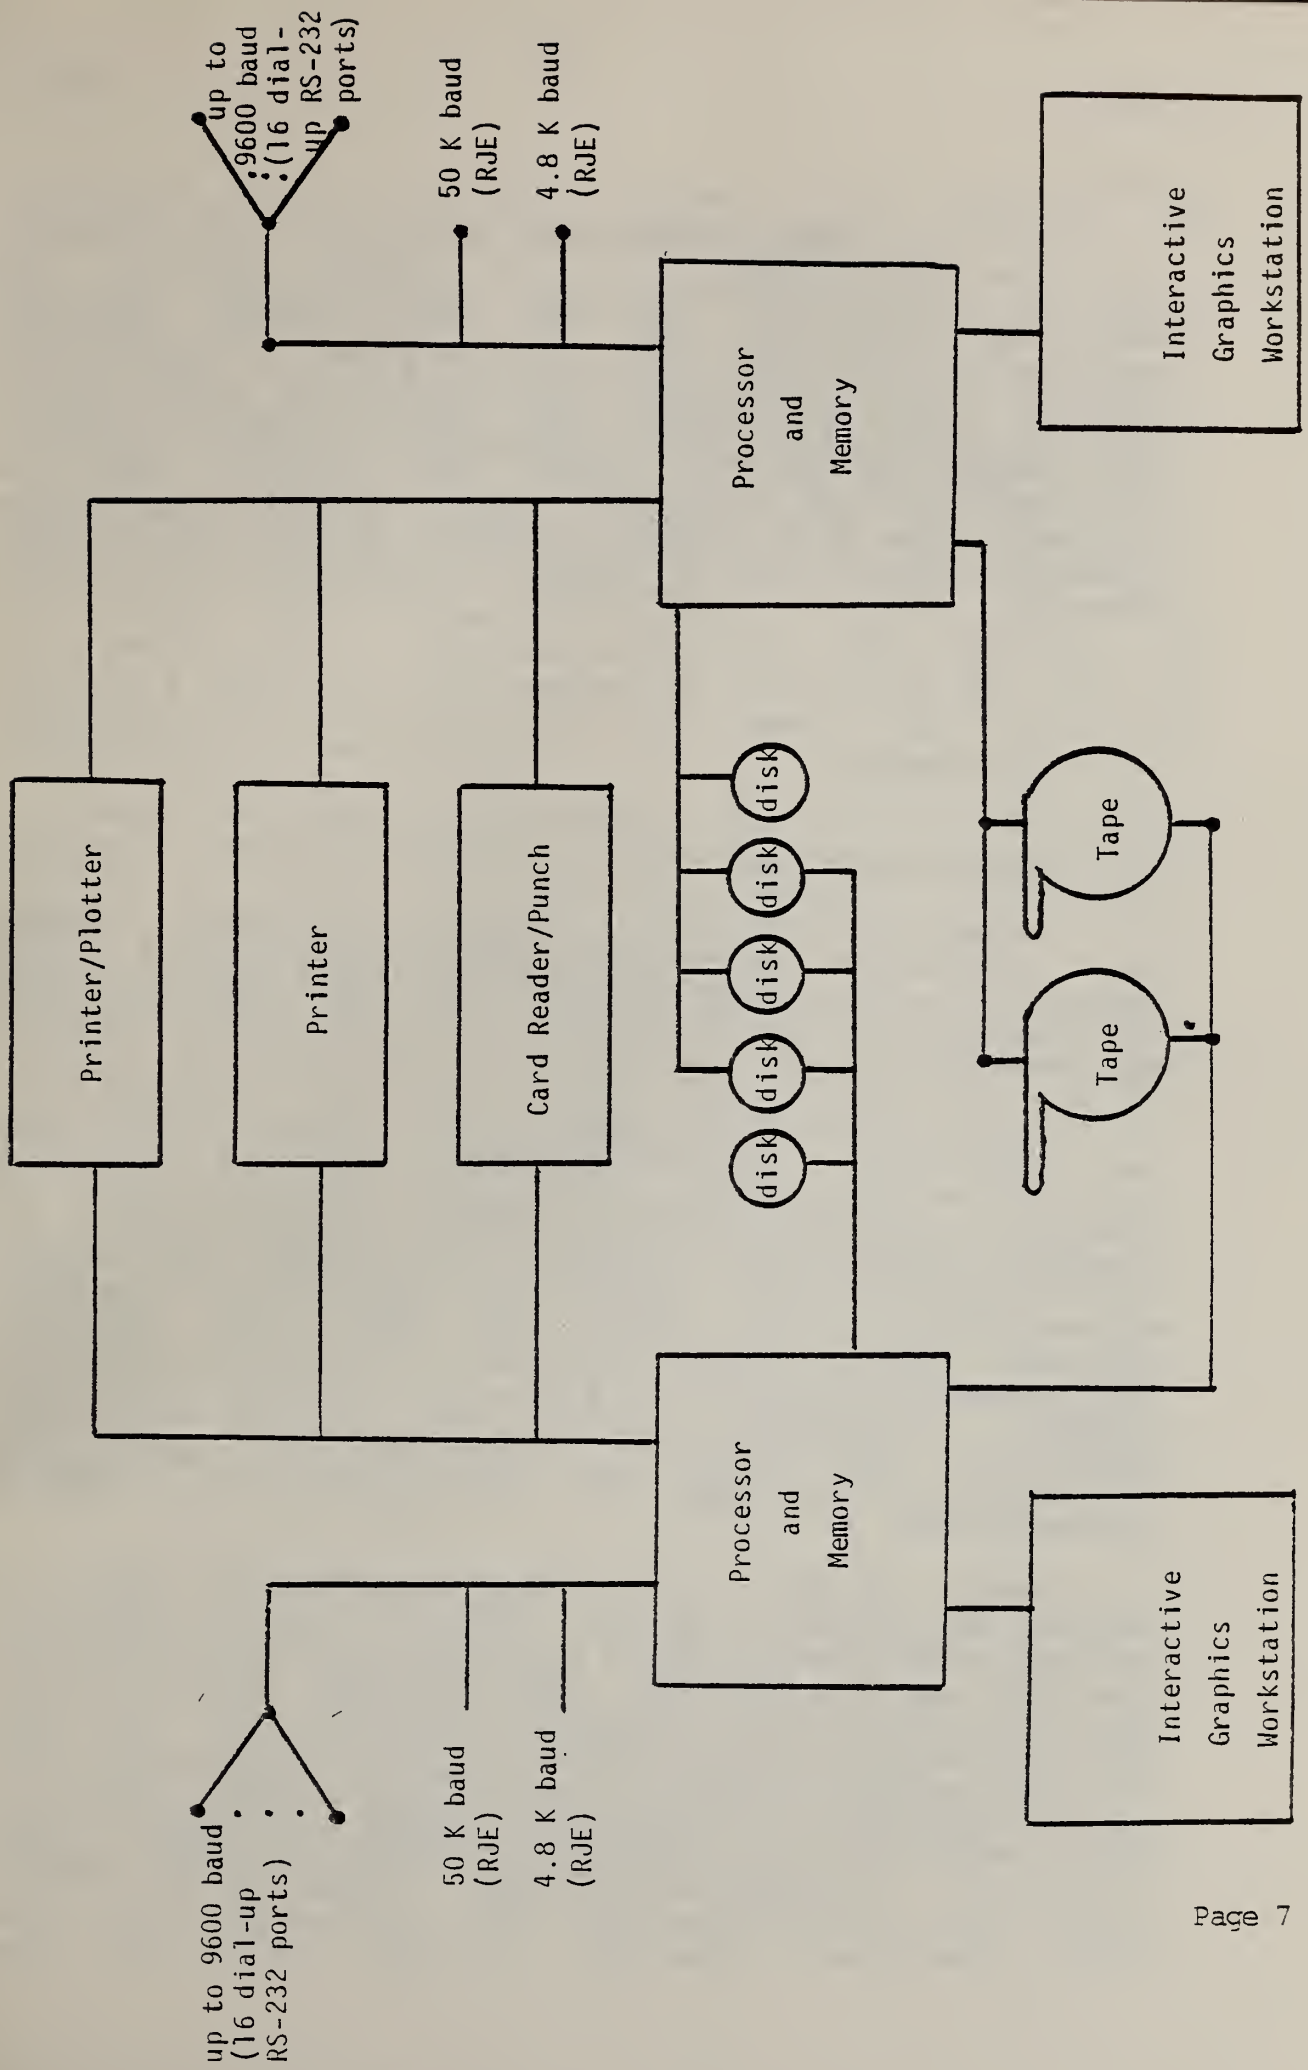 up to 9600 baud
(16 dial-up
RS-232 ports)
50 K baud
(RJE)
4.8 K baud
(RJE)
Printer/Plotter
Printer
Card Reader/Punch
up to
9600 baud
(16 dial-
up RS-232
ports)
50 K baud
(RJE)
4.8 K baud
(RJE)
Processor
and
Memory
disk
disk
disk
disk
disk
Processor
and
Memory
Tape
Tape
Interactive
Graphics
Workstation
Interactive
Graphics
Workstation
Page 7